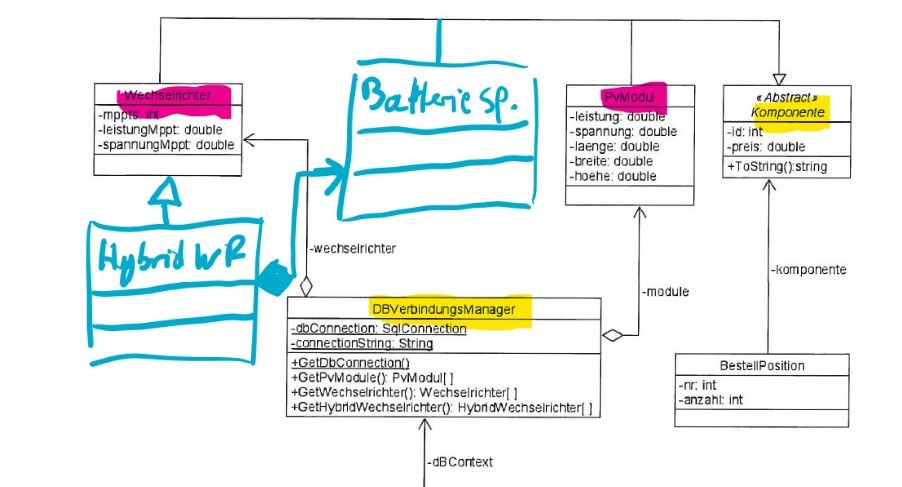 Wechselrichter
-mppts: int
-leistungMppt: double
-spannungMppt: double
Batteriesp.
PvModul
-leistung: double
-spannung: double
-laenge: double
-breite: double
-hoehe: double
«Abstract»
Komponente
-id: int
-preis: double
+ToString():string
Hybrid WR
-wechselrichter
-module
-komponente
DBVerbindungsManager
-dbConnection: SqlConnection
-connectionString: String
+GetDbConnection()
+GetPvModule(): PvModul[ ]
+GetWechselrichter(): Wechselrichter[ ]
+GetHybridWechselrichter(): HybridWechselrichter[ ]
BestellPosition
-nr: int
-anzahl: int
-dBContext